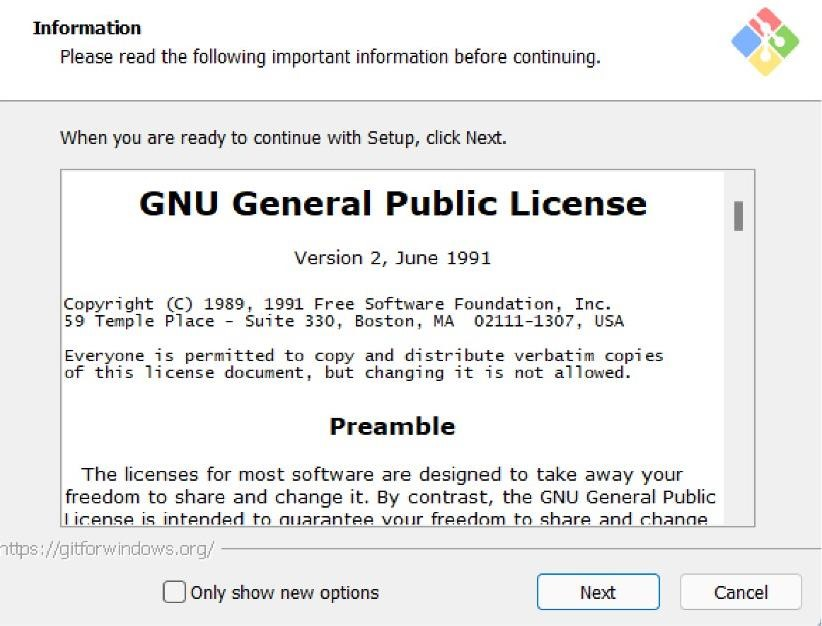 Information
Please read the following important information before continuing.
When you are ready to continue with Setup, click Next.
GNU General Public License
Version 2, June 1991
Copyright (C) 1989, 1991 Free Software Foundation, Inc.
59 Temple Place - Suite 330, Boston, MA  02111-1307, USA
Everyone is permitted to copy and distribute verbatim copies
of this license document, but changing it is not allowed.
Preamble
The licenses for most software are designed to take away your
freedom to share and change it. By contrast, the GNU General Public
License is intended to guarantee your freedom to share and change
https://gitforwindows.org/
Only show new options
Next
Cancel